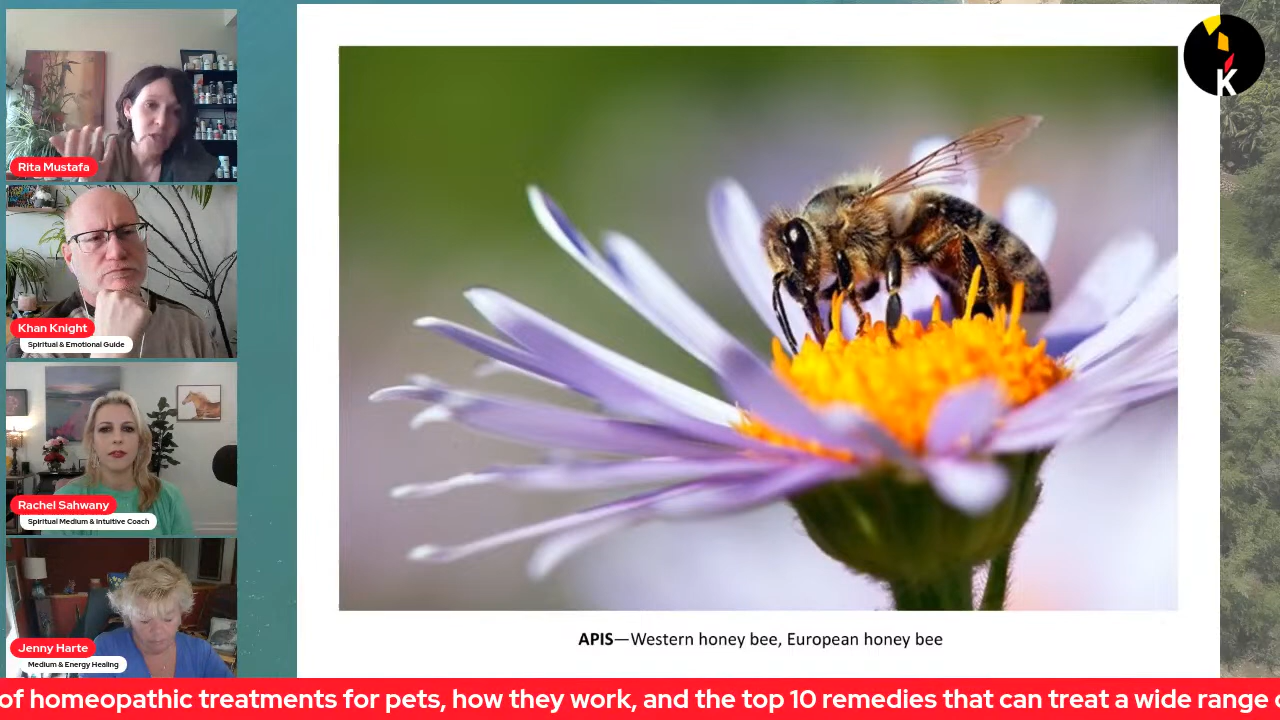 Rita Mustafa
Khan Knight
Spiritual & Emotional Guide
Rachel Sahwany
Spiritual Medium & Intuitive Coach
Jenny Harte
Medium & Energy Healing
K
APIS—Western honey bee, European honey bee
of homeopathic treatments for pets, how they work, and the top 10 remedies that can treat a wide range